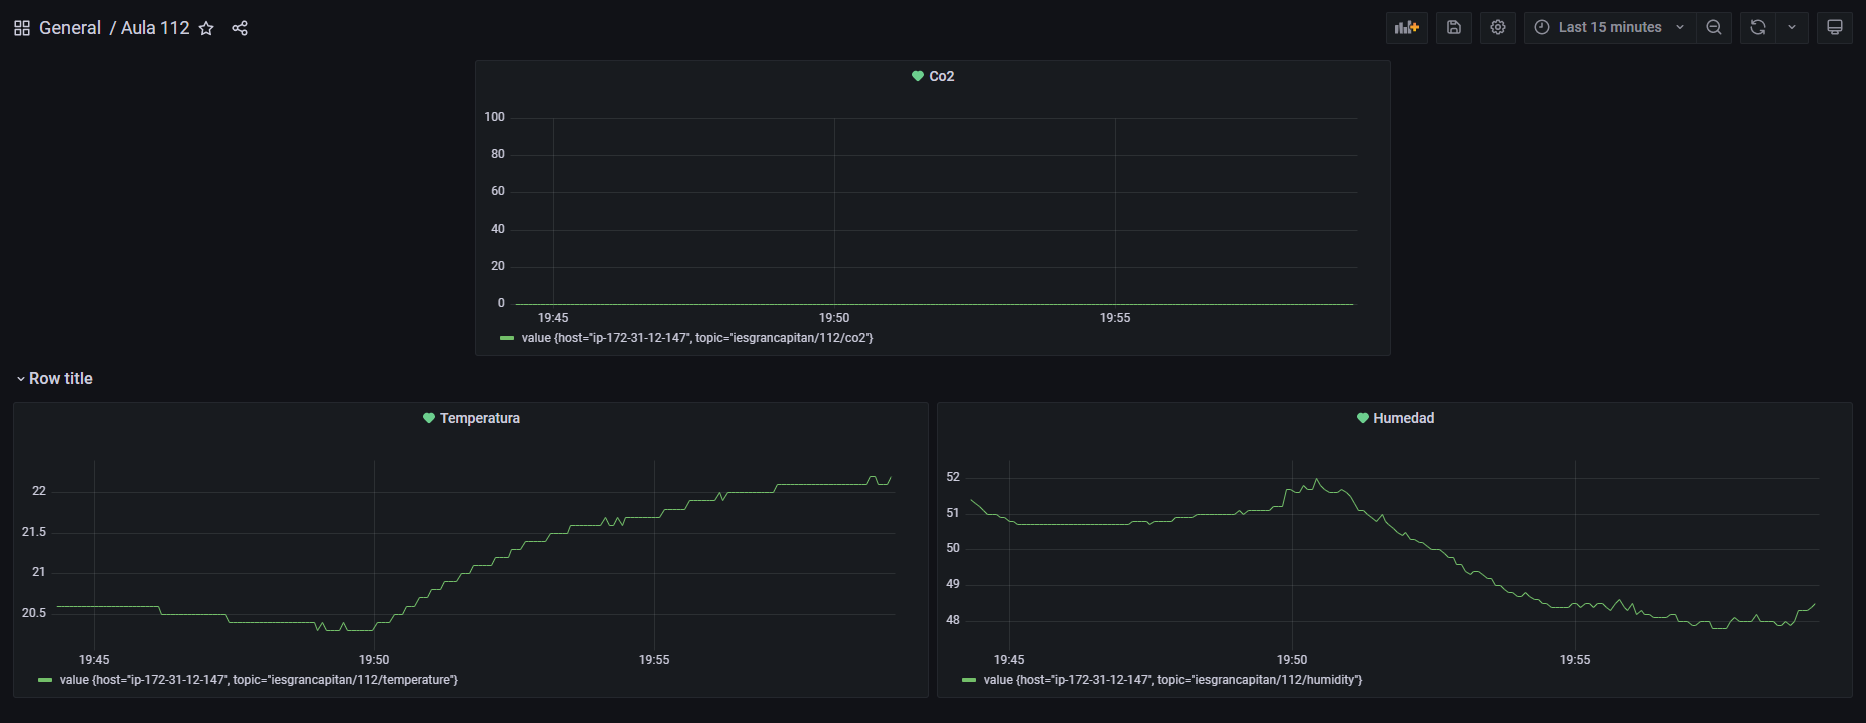 General / Aula 112
Last 15 minutes
Co2
100
80
60
40
20
0
19:45 19:50 19:55
value {host="ip-172-31-12-147", topic="iesgrancapitan/112/co2"}
Row title
Temperatura
22
21.5
21
20.5
19:45 19:50 19:55
value {host="ip-172-31-12-147", topic="iesgrancapitan/112/temperature"}
Humedad
52
51
50
49
48
19:45 19:50 19:55
value {host="ip-172-31-12-147", topic="iesgrancapitan/112/humidity"}